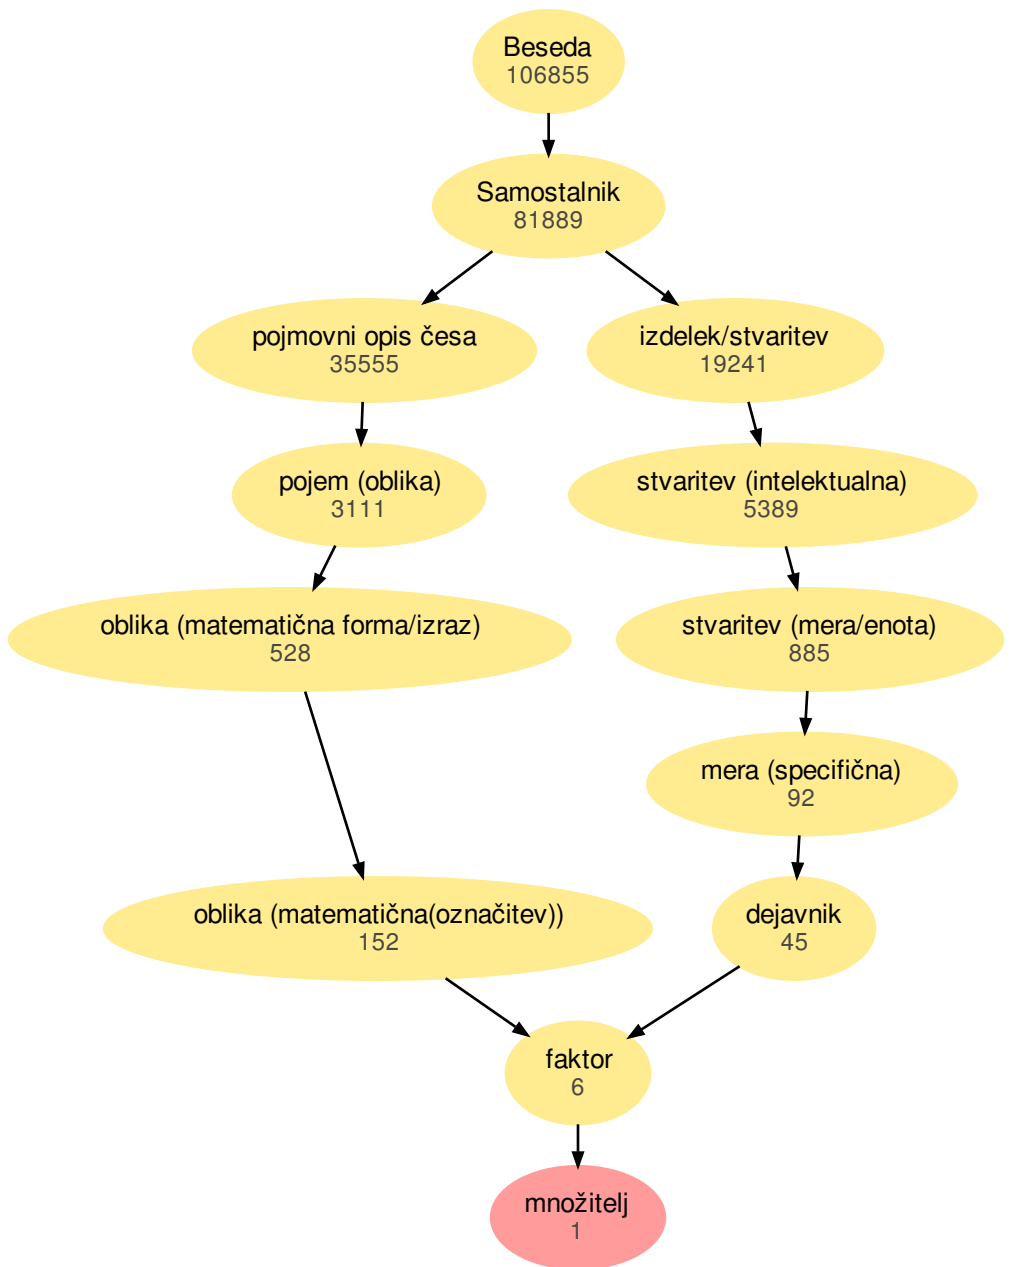 Beseda
106855
Samostalnik
81889
pojmovni opis česa
35555
izdelek/stvaritev
19241
pojem (oblika)
3111
stvaritev (intelektualna)
5389
oblika (matematična forma/izraz)
528
stvaritev (mera/enota)
885
mera (specifična)
92
oblika (matematična(označitev))
152
dejavnik
45
faktor
6
množitelj
1